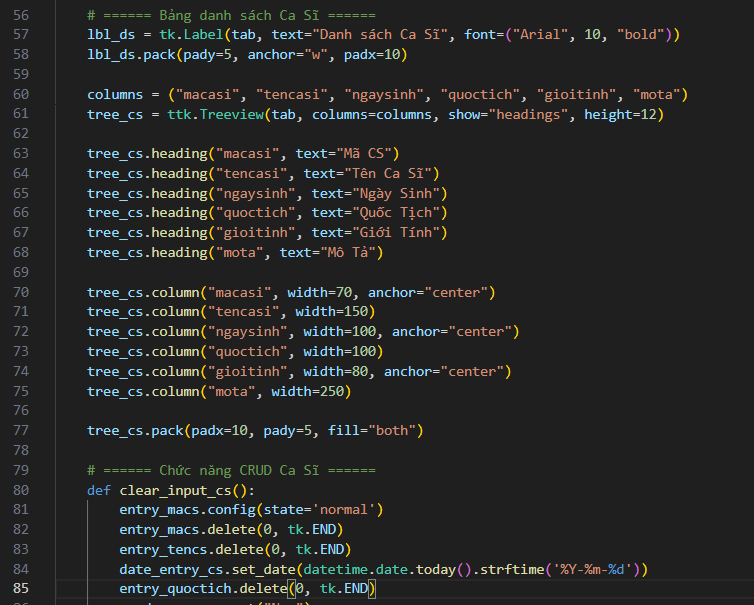 56 # ====== Bảng danh sách Ca Sĩ ======
57 lbl_ds = tk.Label(tab, text="Danh sách Ca Sĩ", font=("Arial", 10, "bold"))
58 lbl_ds.pack(pady=5, anchor="w", padx=10)
59
60 columns = ("macasi", "tencasi", "ngaysinh", "quoctich", "gioitinh", "mota")
61 tree_cs = ttk.Treeview(tab, columns=columns, show="headings", height=12)
62
63 tree_cs.heading("macasi", text="Mã CS")
64 tree_cs.heading("tencasi", text="Tên Ca Sĩ")
65 tree_cs.heading("ngaysinh", text="Ngày Sinh")
66 tree_cs.heading("quoctich", text="Quốc Tịch")
67 tree_cs.heading("gioitinh", text="Giới Tính")
68 tree_cs.heading("mota", text="Mô Tả")
69
70 tree_cs.column("macasi", width=70, anchor="center")
71 tree_cs.column("tencasi", width=150)
72 tree_cs.column("ngaysinh", width=100, anchor="center")
73 tree_cs.column("quoctich", width=100)
74 tree_cs.column("gioitinh", width=80, anchor="center")
75 tree_cs.column("mota", width=250)
76
77 tree_cs.pack(padx=10, pady=5, fill="both")
78
79 # ====== Chức năng CRUD Ca Sĩ ======
80 def clear_input_cs():
81 entry_macs.config(state='normal')
82 entry_macs.delete(0, tk.END)
83 entry_tencs.delete(0, tk.END)
84 date_entry_cs.set_date(datetime.date.today().strftime('%Y-%m-%d'))
85 entry_quoctich.delete(0, tk.END)